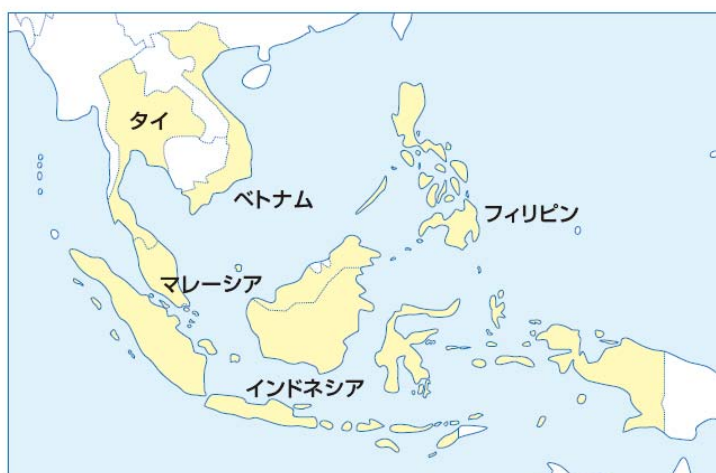 タイ
ベトナム
フィリピン
マレーシア
インドネシア